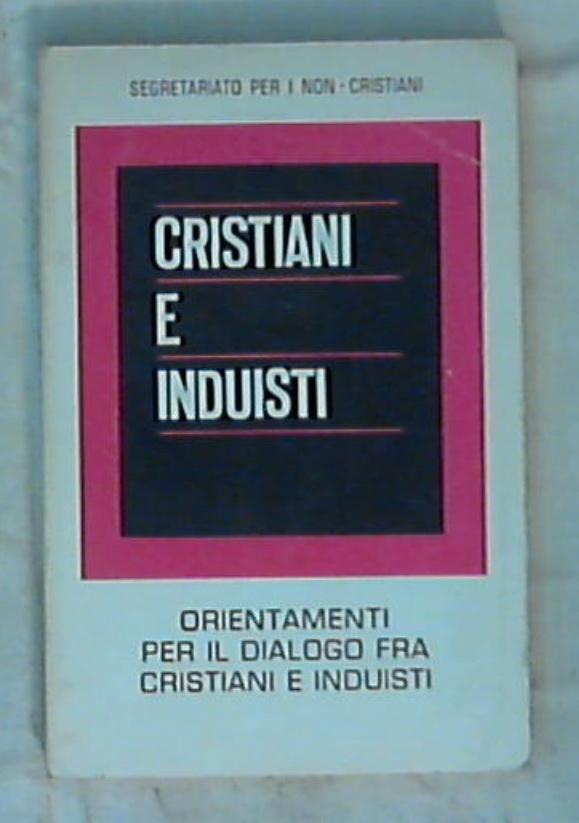 SEGRETARIATO PER I NON - CRISTIANI
CRISTIANI
E
INDUISTI
ORIENTAMENTI
PER IL DIALOGO FRA
CRISTIANI E INDUISTI